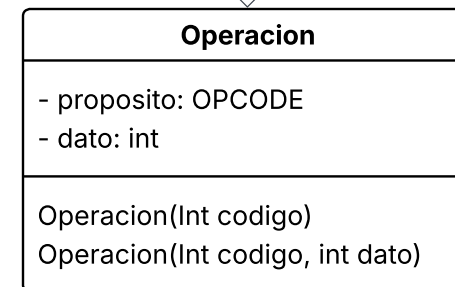 Operacion
- proposito: OPCODE
- dato: int
Operacion(Int codigo)
Operacion(Int codigo, int dato)